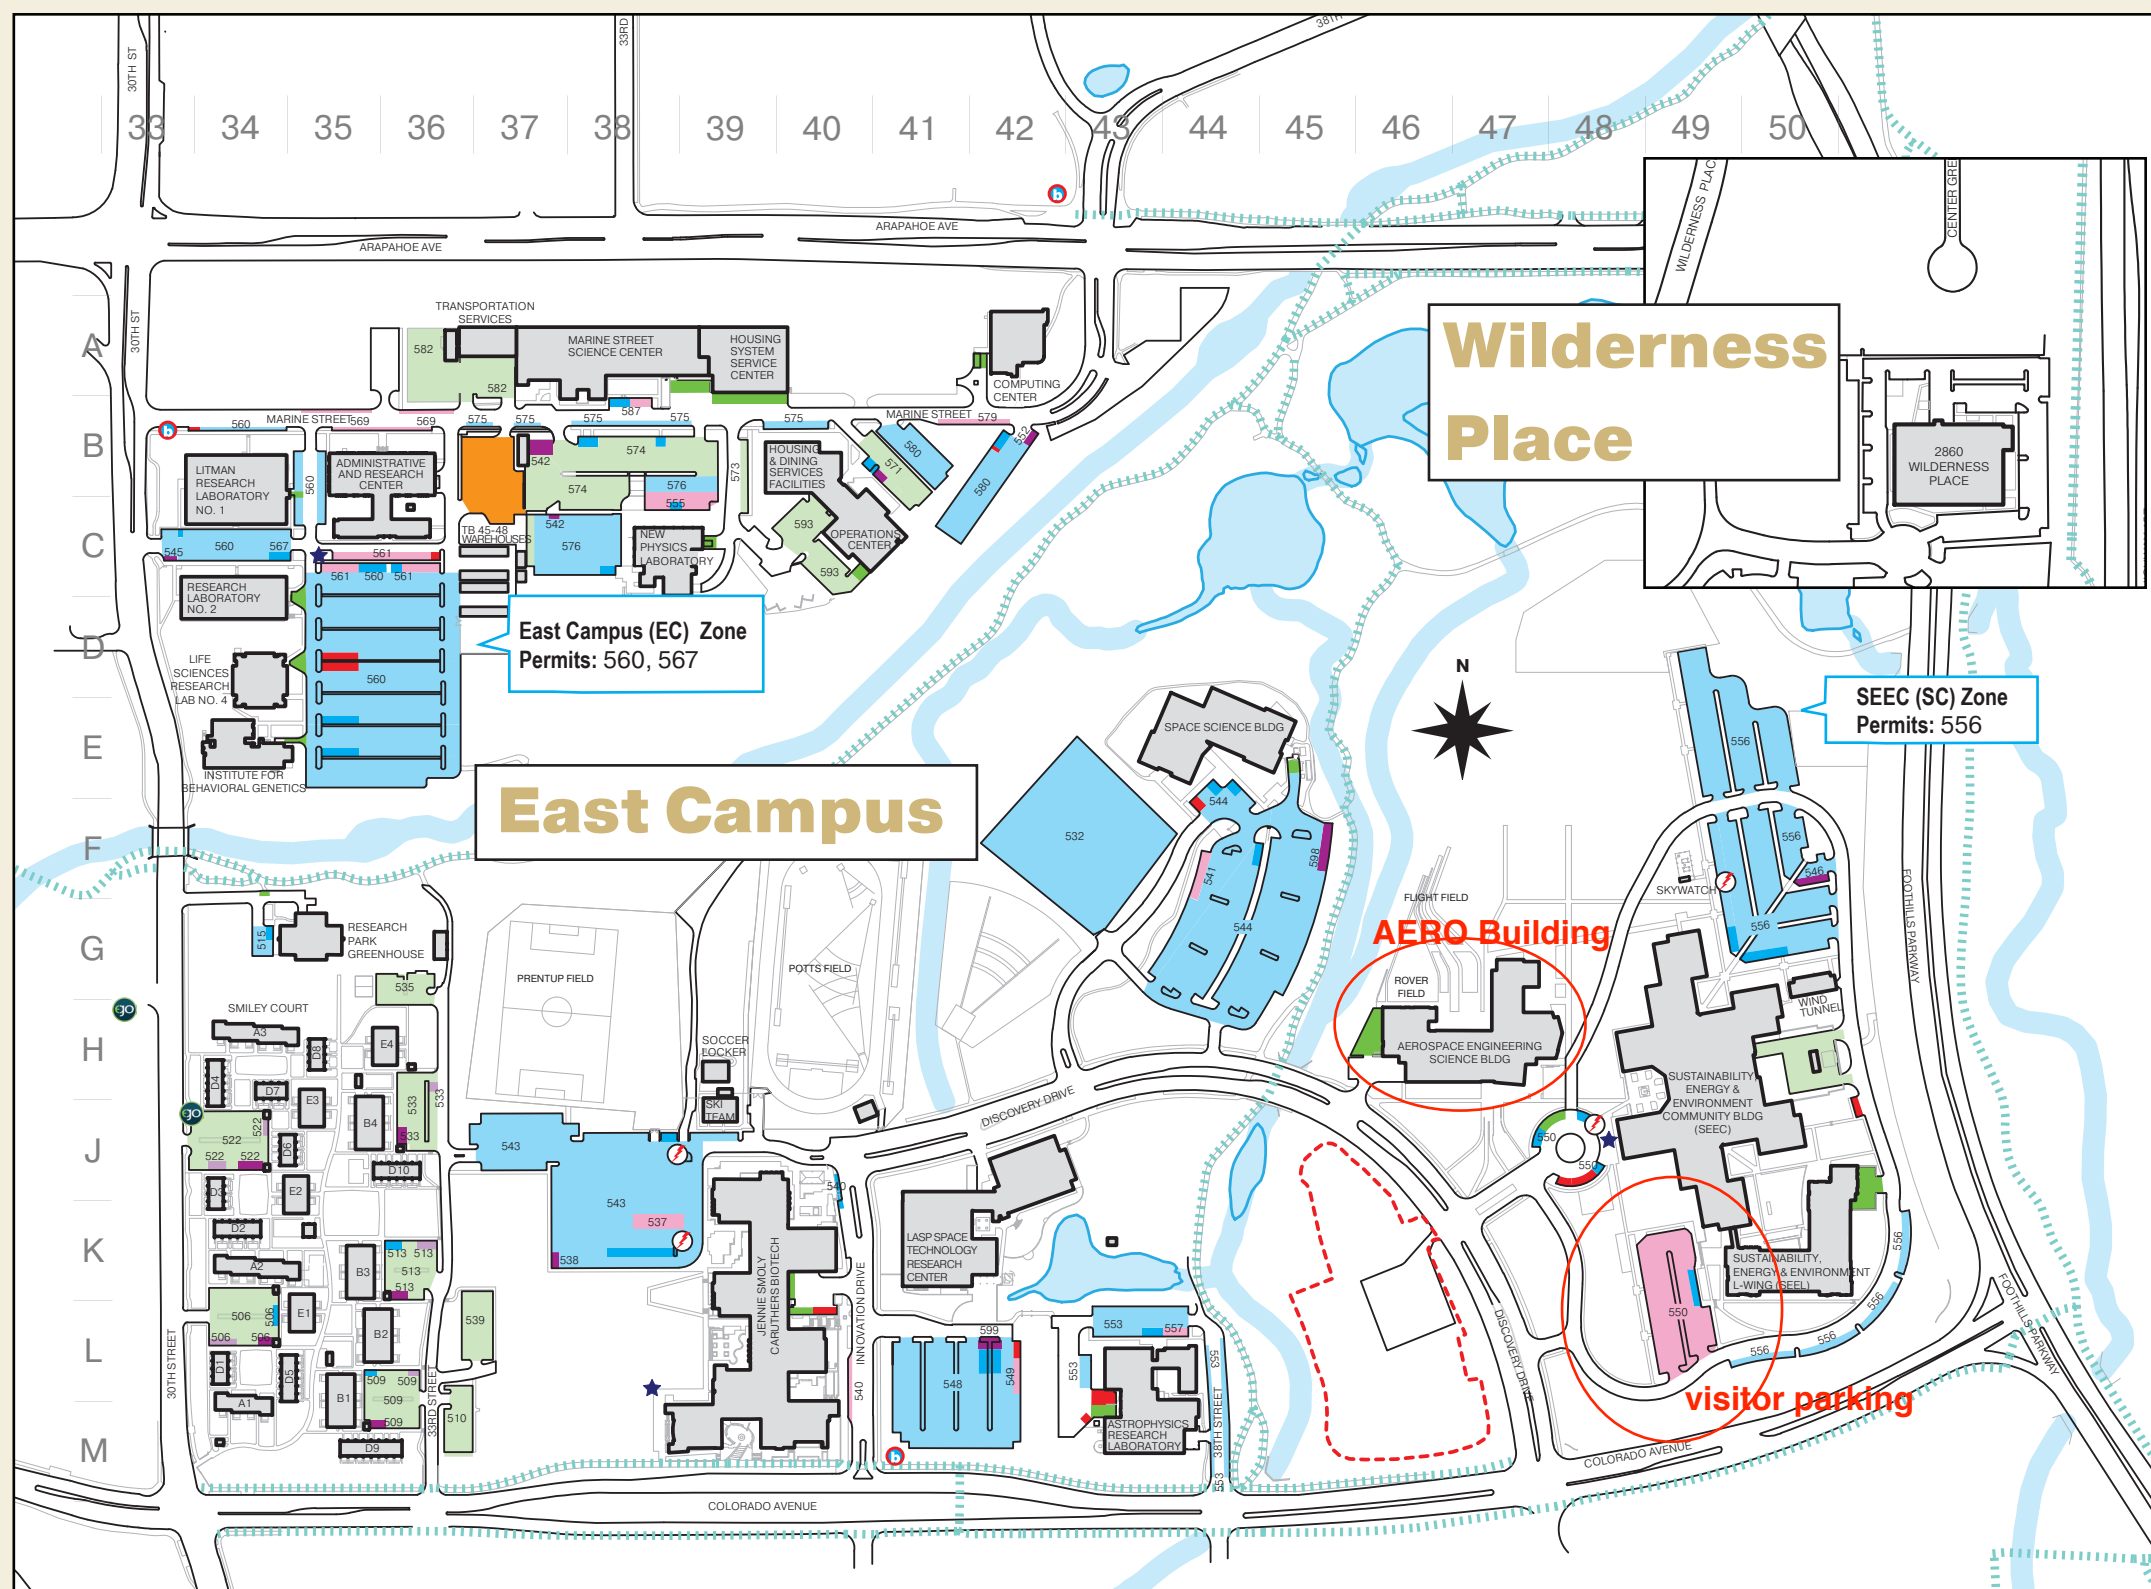 38TH
30TH ST
33RD
33 34 35 36 37 38 39 40 41 42 43 44 45 46 47 48 49 50
WILDERNESS PLAC
CENTER GRE
ARAPAHOE AVE
ARAPAHOE AVE
30TH ST
A
B
C
D
E
F
G
H
J
K
L
M
TRANSPORTATION
SERVICES
582
582
MARINE STREET
SCIENCE CENTER
HOUSING
SYSTEM
SERVICE
CENTER
COMPUTING
CENTER
Wilderness
Place
2860
WILDERNESS
PLACE
560
MARINE STREET
569
569
575
575
575
587
575
575
MARINE STREET
579
552
LITMAN
RESEARCH
LABORATORY
NO. 1
560
ADMINISTRATIVE
AND RESEARCH
CENTER
542
574
574
573
576
555
HOUSING
& DINING
SERVICES
FACILITIES
571
580
580
545
560
567
561
561
560
561
TB 45-48
WAREHOUSES
542
576
NEW
PHYSICS
LABORATORY
593
OPERATIONS
CENTER
593
RESEARCH
LABORATORY
NO. 2
East Campus (EC) Zone
Permits: 560, 567
LIFE
SCIENCES
RESEARCH
LAB NO. 4
560
INSTITUTE FOR
BEHAVIORAL GENETICS
N
SEEC (SC) Zone
Permits: 556
SPACE SCIENCE BLDG
East Campus
532
544
541
598
544
556
556
546
556
SKYWATCH
FLIGHT FIELD
FOOTHILLS PARKWAY
AERO Building
ROVER
FIELD
AEROSPACE ENGINEERING
SCIENCE BLDG
WIND
TUNNEL
515
RESEARCH
PARK
GREENHOUSE
PRENTUP FIELD
POTTS FIELD
535
go
SMILEY COURT
A3
D8
E4
D4
D7
E3
533
533
go
522
522
D6
B4
533
522
522
D10
D3
E2
D2
513
513
A2
B3
513
513
506
506
E1
B2
506
506
D1
D5
509
509
B1
509
A1
509
D9
539
510
33RD STREET
30TH STREET
SOCCER
LOCKER
SKI
TEAM
DISCOVERY DRIVE
543
543
537
538
540
JENNIE SMOLY
CARUTHERS BIOTECH
INNOVATION DRIVE
540
LASP SPACE
TECHNOLOGY
RESEARCH
CENTER
599
548
549
553
557
553
553
ASTROPHYSICS
RESEARCH
LABORATORY
38TH STREET
553
550
550
SUSTAINABILITY,
ENERGY &
ENVIRONMENT
COMMUNITY BLDG
(SEEC)
SUSTAINABILITY,
ENERGY & ENVIRONMENT
L-WING (SEEL)
550
556
556
556
556
visitor parking
DISCOVERY DRIVE
FOOTHILLS PARKWAY
COLORADO AVENUE
COLORADO AVENUE